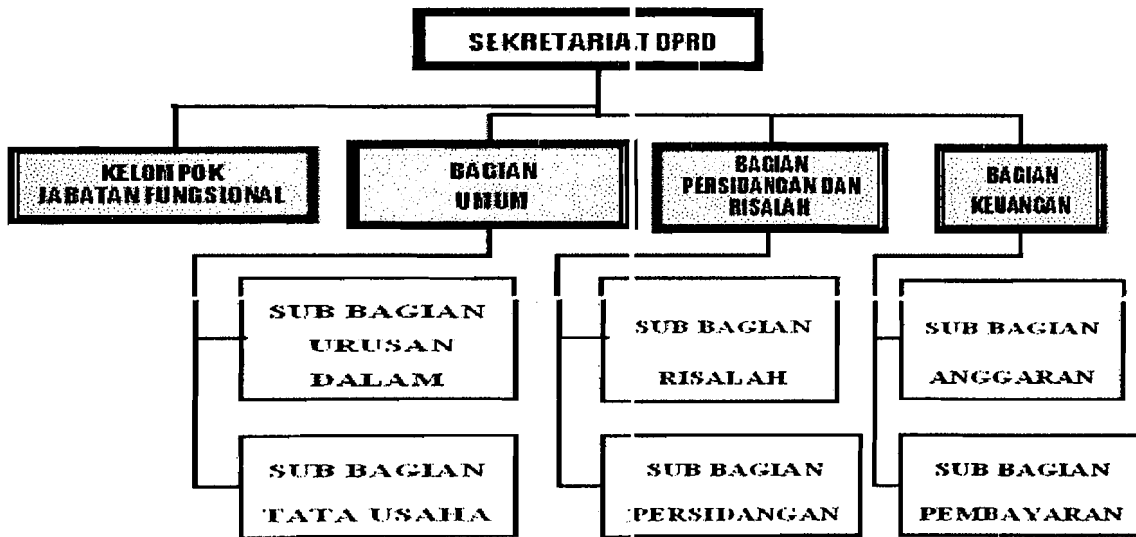 SEKRETARIAT DPRD
KELOMPOK
JABATAN FUNGSIONAL
BAGIAN
UMUM
BAGIAN
PERSIDANGAN DAN
RISALAH
BAGIAN
KEUANGAN
SUB BAGIAN
URUSAN
DALAM
SUB BAGIAN
RISALAH
SUB BAGIAN
ANGGARAN
SUB BAGIAN
TATA USAHA
SUB BAGIAN
PERSIDANGAN
SUB BAGIAN
PEMBAYARAN